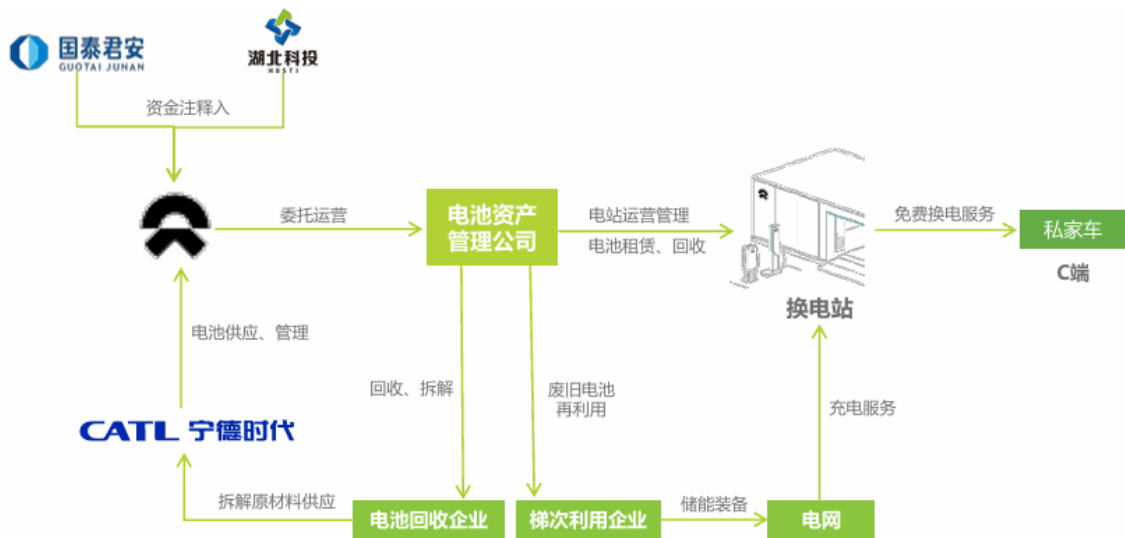 国泰君安
GUOTAI JUNAN
湖北科投
HBSTI
资金注释入
委托运营
电池资产
管理公司
电站运营管理
电池租赁、回收
免费换电服务
私家车
C端
换电站
电池供应、管理
回收、拆解
废旧电池
再利用
充电服务
CATL 宁德时代
拆解原材料供应
电池回收企业
梯次利用企业
储能装备
电网